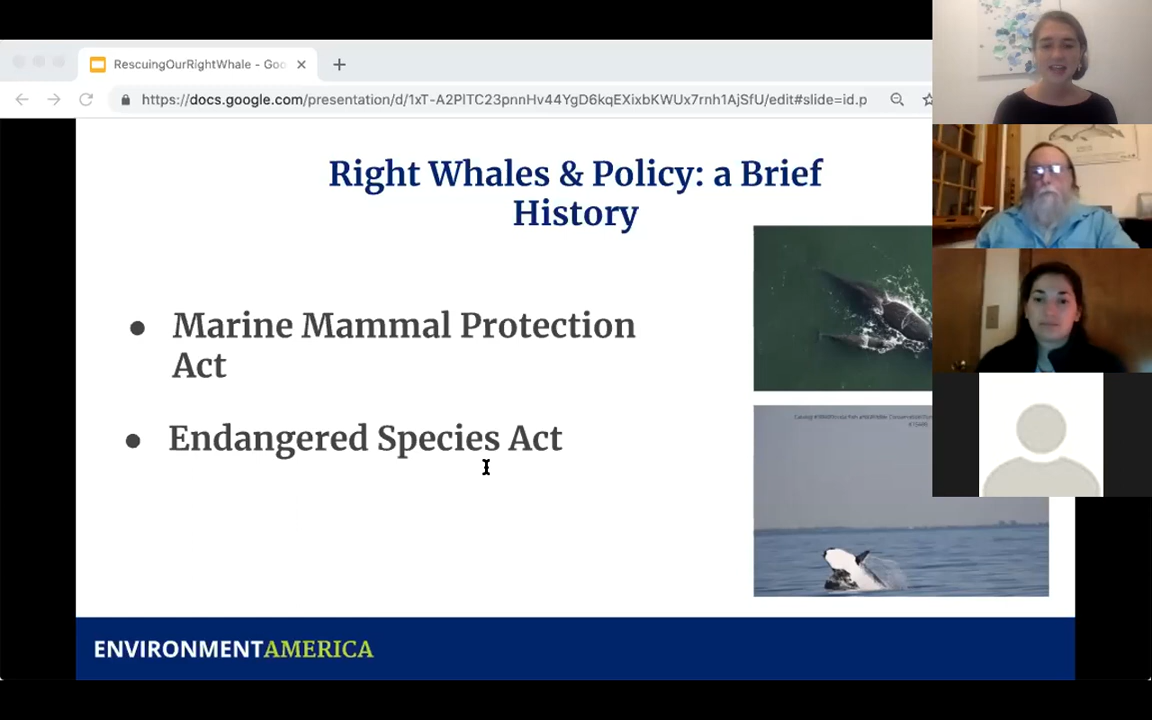 RescuingOurRightWhale - Goo
https://docs.google.com/presentation/d/1xT-A2PlTC23pnnHv44YgD6kqEXixbKWUx7rnh1AjSfU/edit#slide=id.p
Right Whales & Policy: a Brief
History
● Marine Mammal Protection
Act
● Endangered Species Act
ENVIRONMENTAMERICA